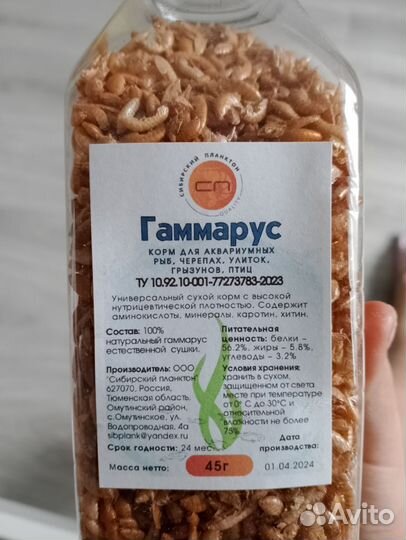 СИБИРСКИЙ ПЛАНКТОН
СП
QUALITY
Гаммарус
КОРМ ДЛЯ АКВАРИУМНЫХ
РЫБ, ЧЕРЕПАХ, УЛИТОК,
ГРЫЗУНОВ, ПТИЦ
ТУ 10.92.10-001-77273783-2023
Универсальный сухой корм с высокой
нутрицевтической плотностью. Содержит
аминокислоты, минералы, каротин, хитин.
Состав: 100%
натуральный гаммарус
естественной сушки.
Производитель: ООО
"Сибирский планктон"
627070, Россия,
Тюменская область,
Омутинский район,
с.Омутинское, ул.
Водопроводная, 4а
sibplank@yandex.ru
Срок годности: 24 мес.
Масса нетто:
45г
Питательная
ценность: белки –
56.2%, жиры - 5.8%,
углеводы – 3.2%
Условия хранения:
хранить в сухом,
защищенном от света
месте при температуре
от 0° С до 30°С и
относительной
влажности не более
75%
Дата
производства:
01.04.2024
Avito